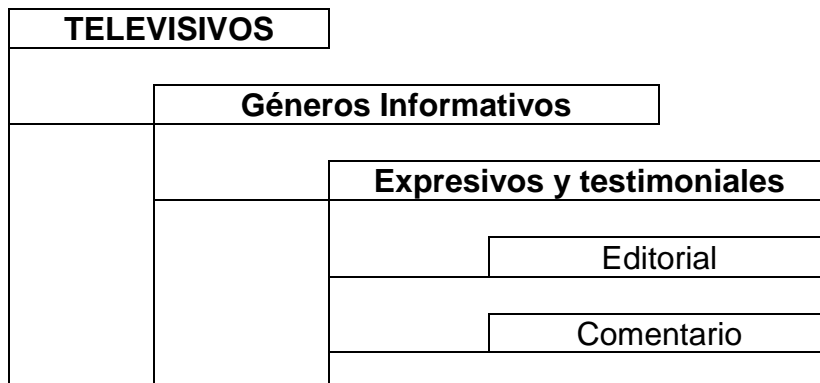 TELEVISIVOS
Géneros Informativos
Expresivos y testimoniales
Editorial
Comentario